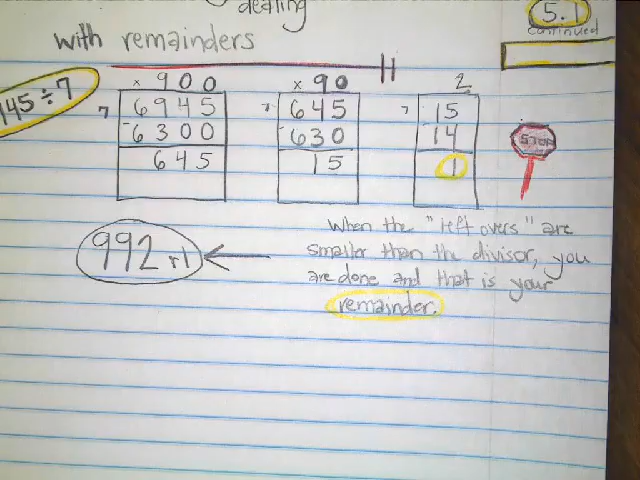 dealing
with remainders
5.1
continued
945 ÷ 7
x 900
7 6945
-6300
645
x 90
7 645
-630
15
2
7 15
-14
1
STOP
992 r1
When the "left overs" are
smaller than the divisor, you
are done and that is your
remainder.